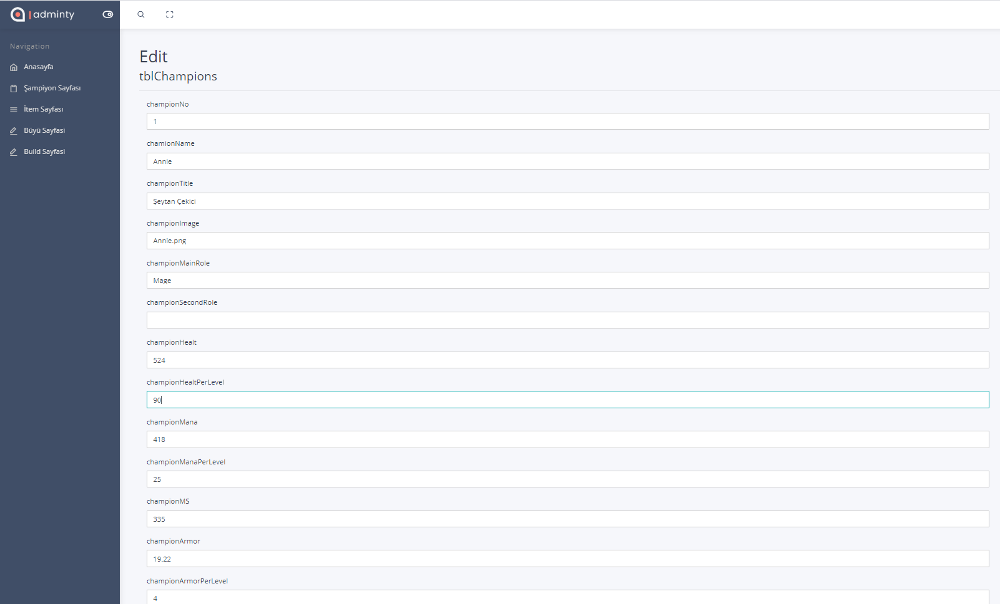 adminty
Navigation
Anasayfa
Şampiyon Sayfası
İtem Sayfası
Büyü Sayfasi
Build Sayfasi
Edit
tblChampions
championNo
1
chamionName
Annie
championTitle
Şeytan Çekici
championImage
Annie.png
championMainRole
Mage
championSecondRole
championHealt
524
championHealtPerLevel
90
championMana
418
championManaPerLevel
25
championMS
335
championArmor
19.22
championArmorPerLevel
4